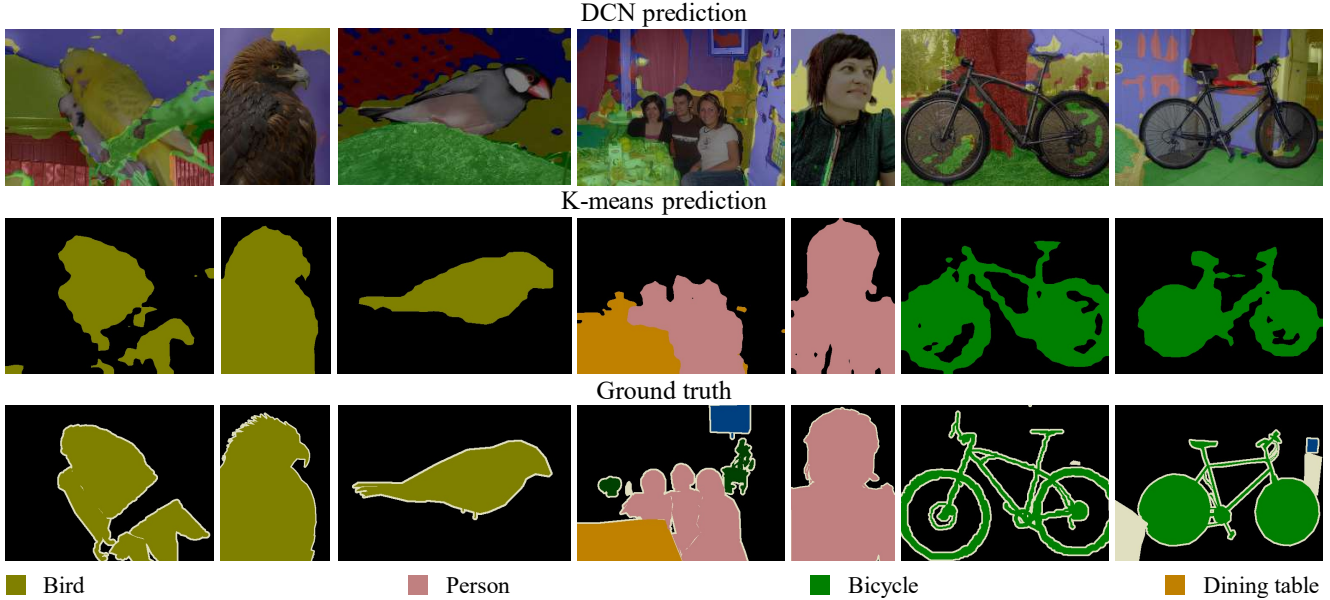 DCN prediction
K-means prediction
Ground truth
Bird Person Bicycle Dining table